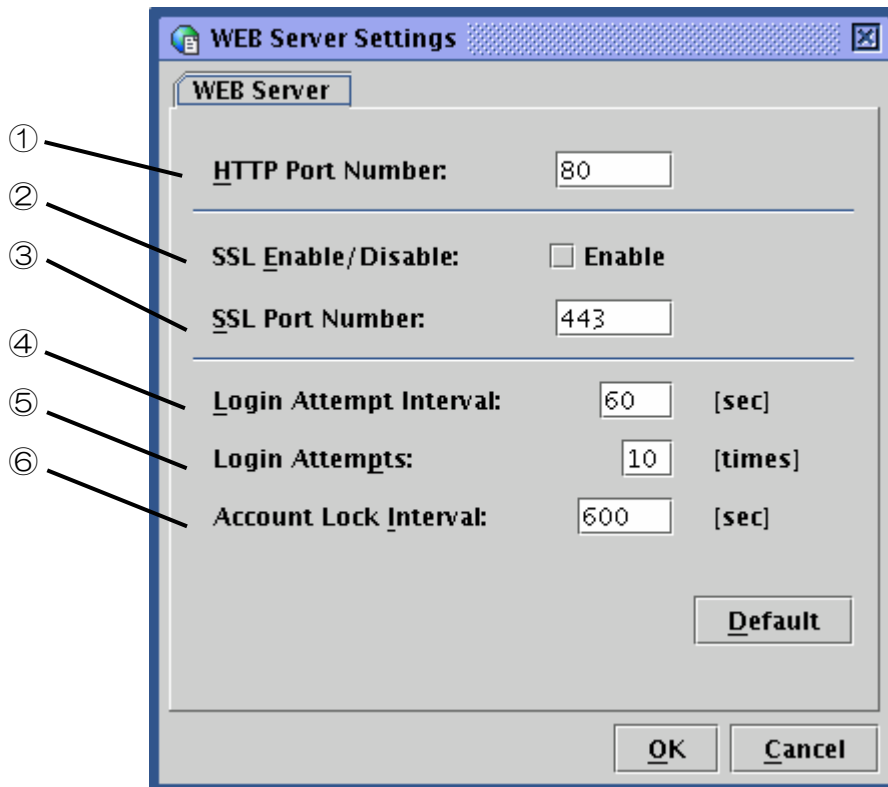 WEB Server Settings
WEB Server
① HTTP Port Number: 80
② SSL Enable/Disable: Enable
③ SSL Port Number: 443
④ Login Attempt Interval: 60 [sec]
⑤ Login Attempts: 10 [times]
⑥ Account Lock Interval: 600 [sec]
Default
OK Cancel